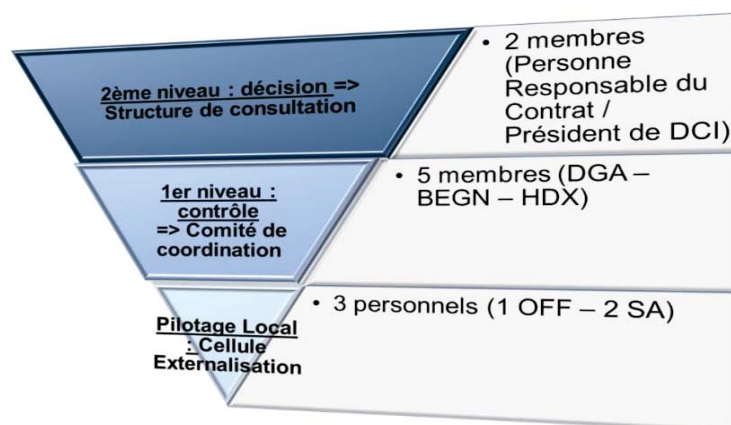 2ème niveau : décision =>
Structure de consultation
• 2 membres
(Personne
Responsable du
Contrat /
Président de DCI)
1er niveau :
contrôle
=> Comité de
coordination
• 5 membres (DGA –
BEGN – HDX)
Pilotage Local
: Cellule
Externalisation
• 3 personnels (1 OFF – 2 SA)